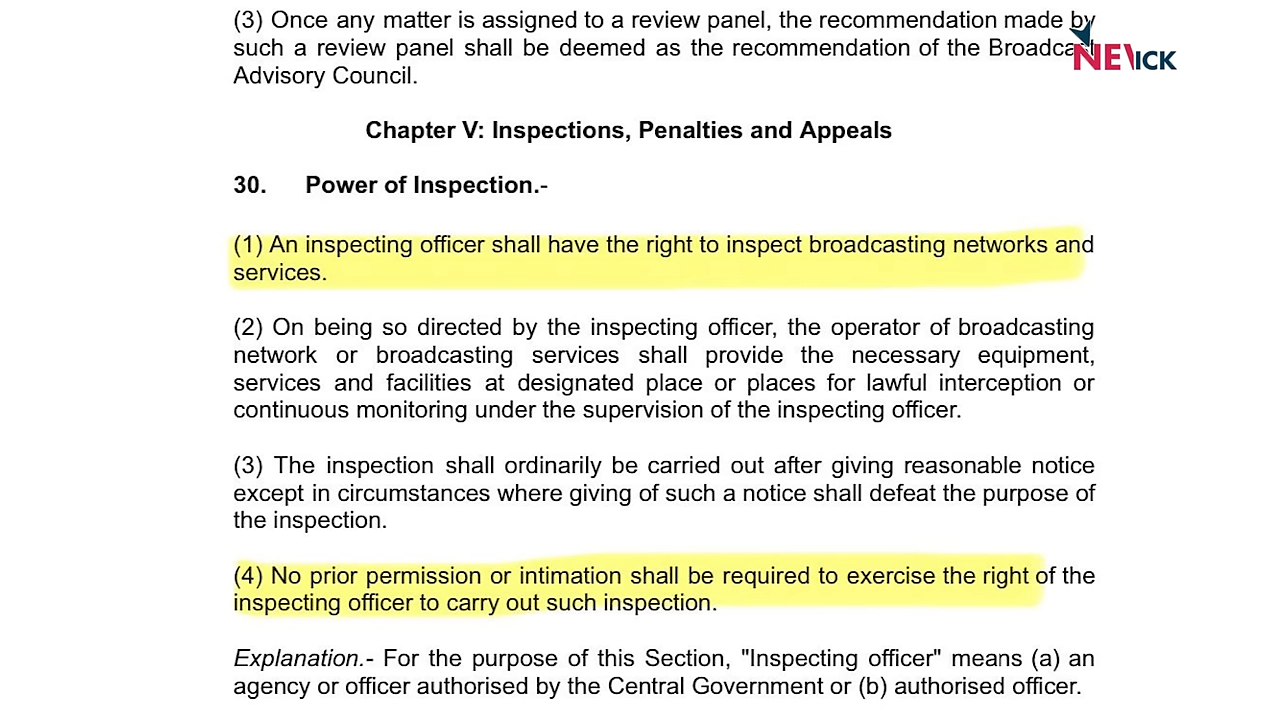 (3) Once any matter is assigned to a review panel, the recommendation made by
such a review panel shall be deemed as the recommendation of the Broadcast
Advisory Council.
Chapter V: Inspections, Penalties and Appeals
30. Power of Inspection.-
(1) An inspecting officer shall have the right to inspect broadcasting networks and
services.
(2) On being so directed by the inspecting officer, the operator of broadcasting
network or broadcasting services shall provide the necessary equipment,
services and facilities at designated place or places for lawful interception or
continuous monitoring under the supervision of the inspecting officer.
(3) The inspection shall ordinarily be carried out after giving reasonable notice
except in circumstances where giving of such a notice shall defeat the purpose of
the inspection.
(4) No prior permission or intimation shall be required to exercise the right of the
inspecting officer to carry out such inspection.
Explanation.- For the purpose of this Section, "Inspecting officer" means (a) an
agency or officer authorised by the Central Government or (b) authorised officer.